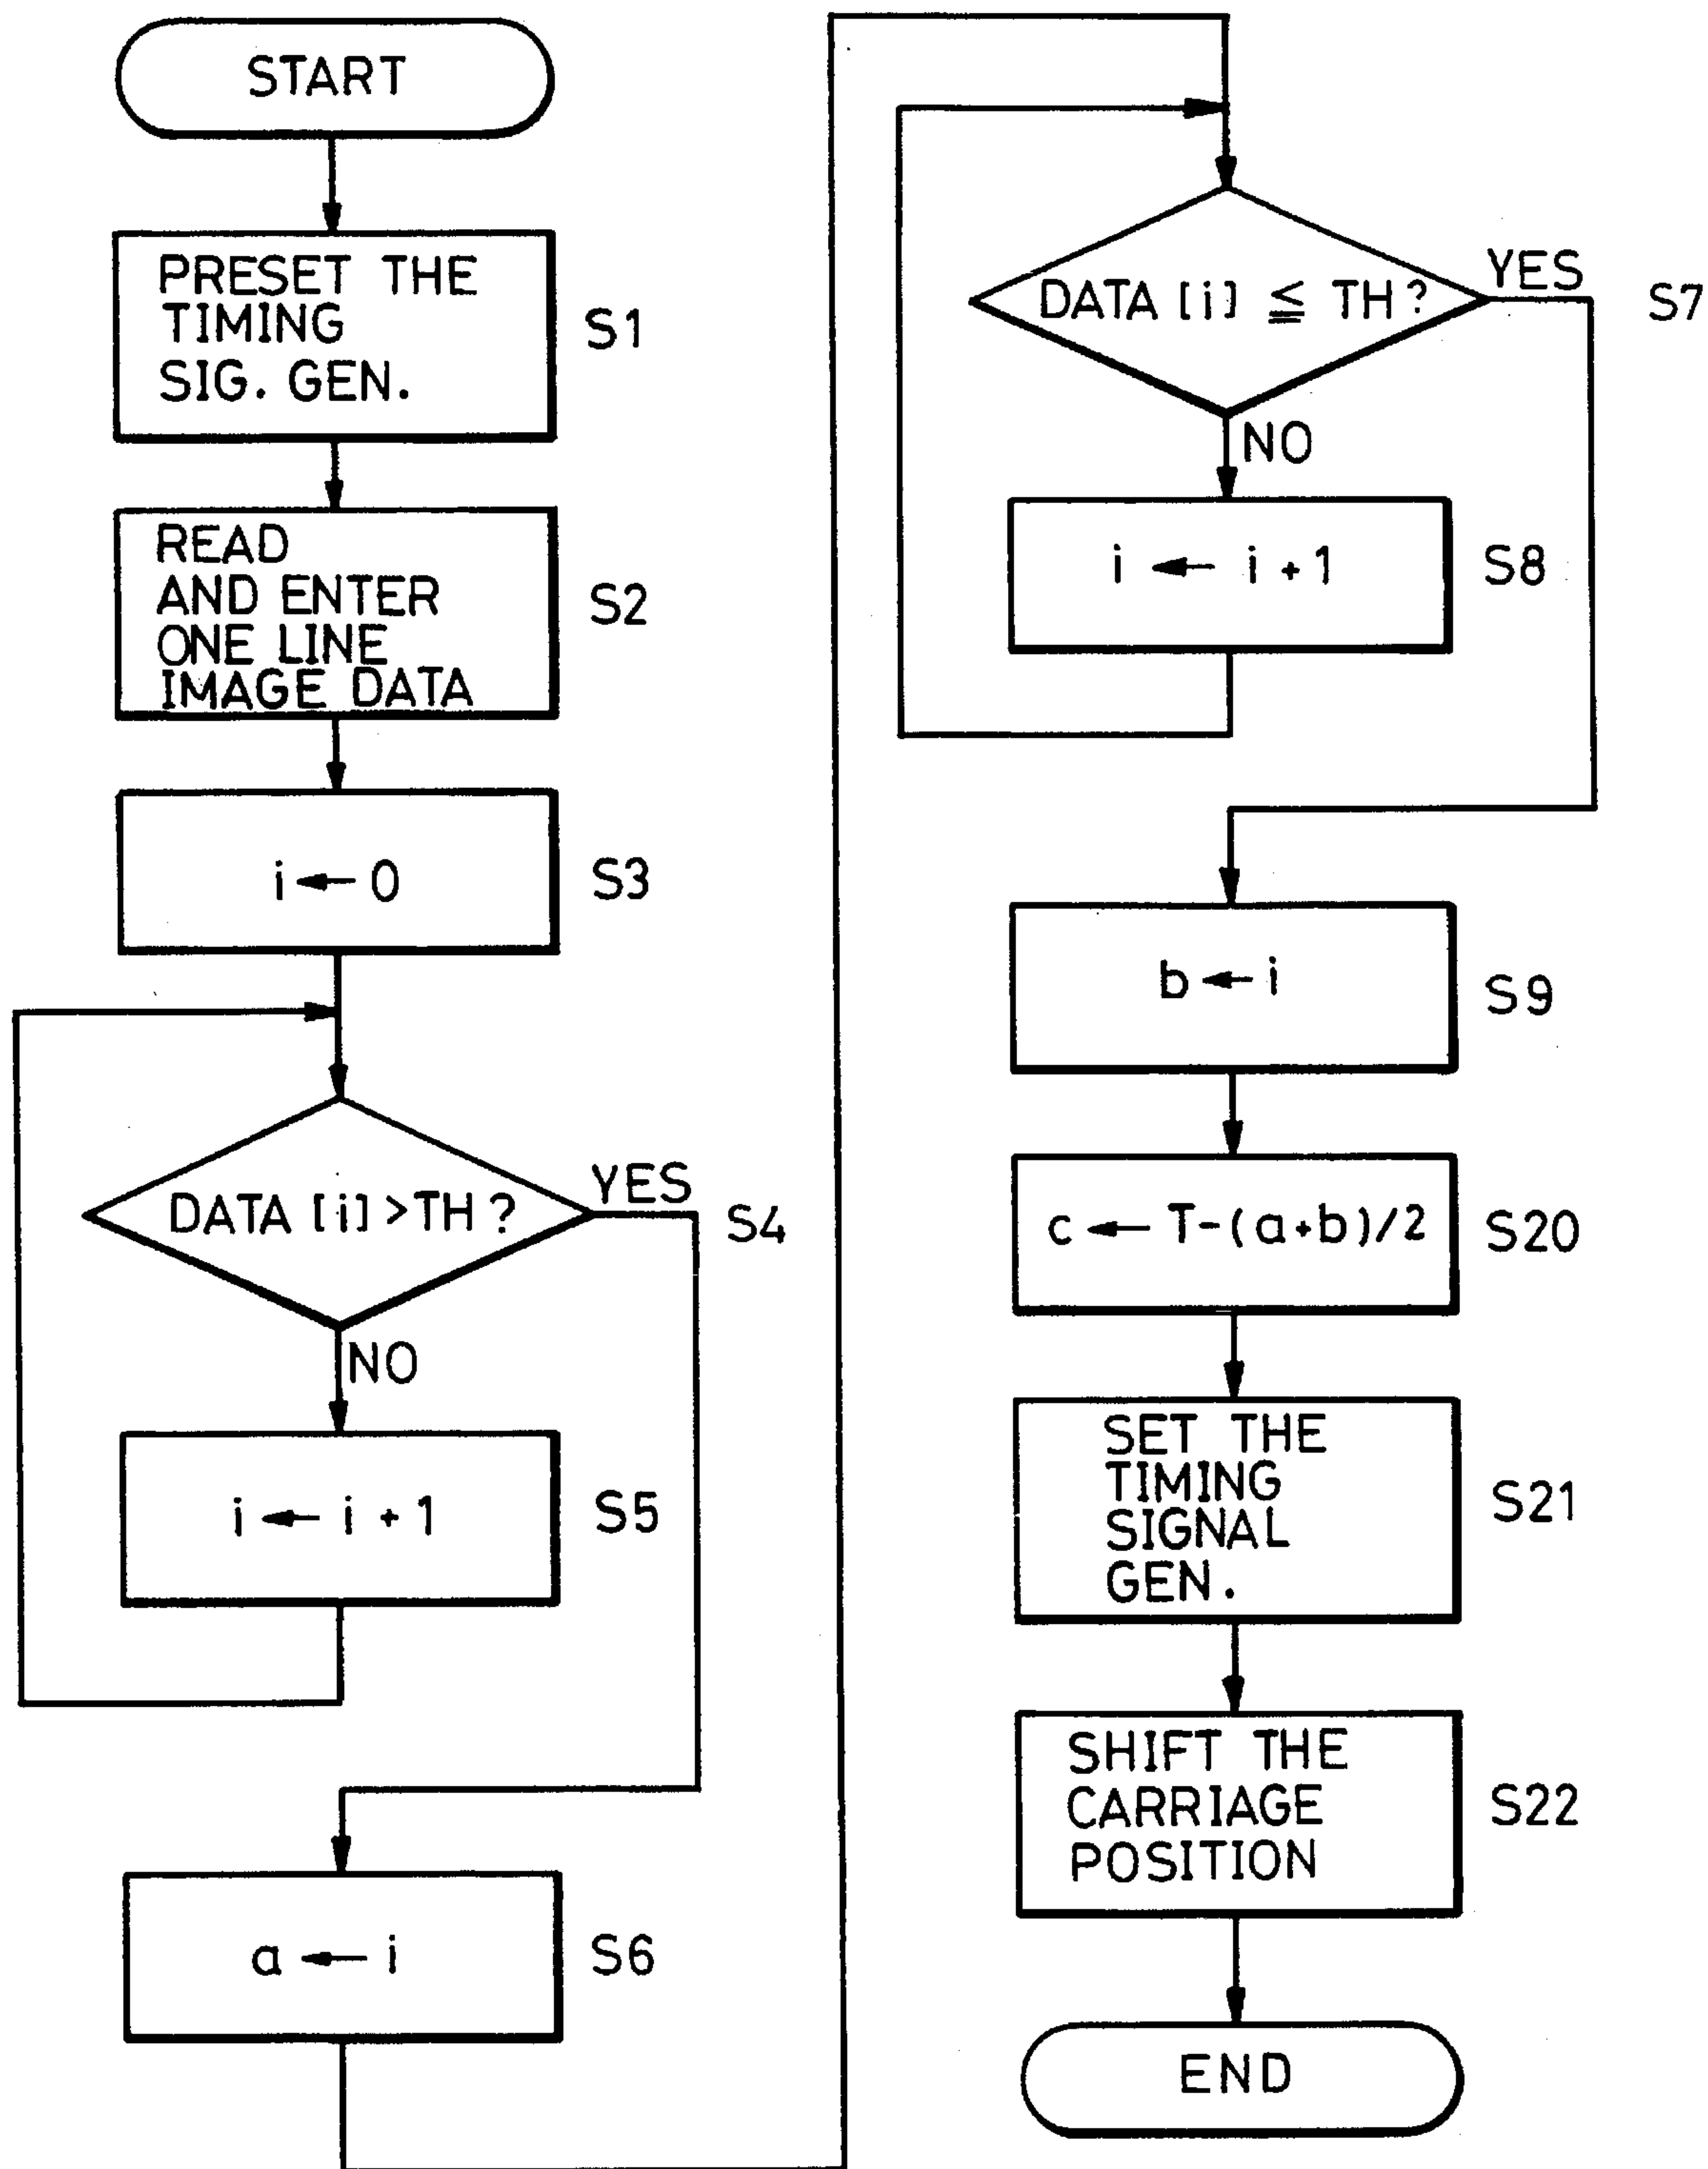 START
PRESET THE
TIMING
SIG. GEN.
S1
READ
AND ENTER
ONE LINE
IMAGE DATA
S2
i ← 0
S3
DATA [i] > TH ?
YES
S4
NO
i ← i + 1
S5
a ← i
S6
DATA [i] ≦ TH ?
YES
S7
NO
i ← i + 1
S8
b ← i
S9
c ← T-(a+b)/2
S20
SET THE
TIMING
SIGNAL
GEN.
S21
SHIFT THE
CARRIAGE
POSITION
S22
END